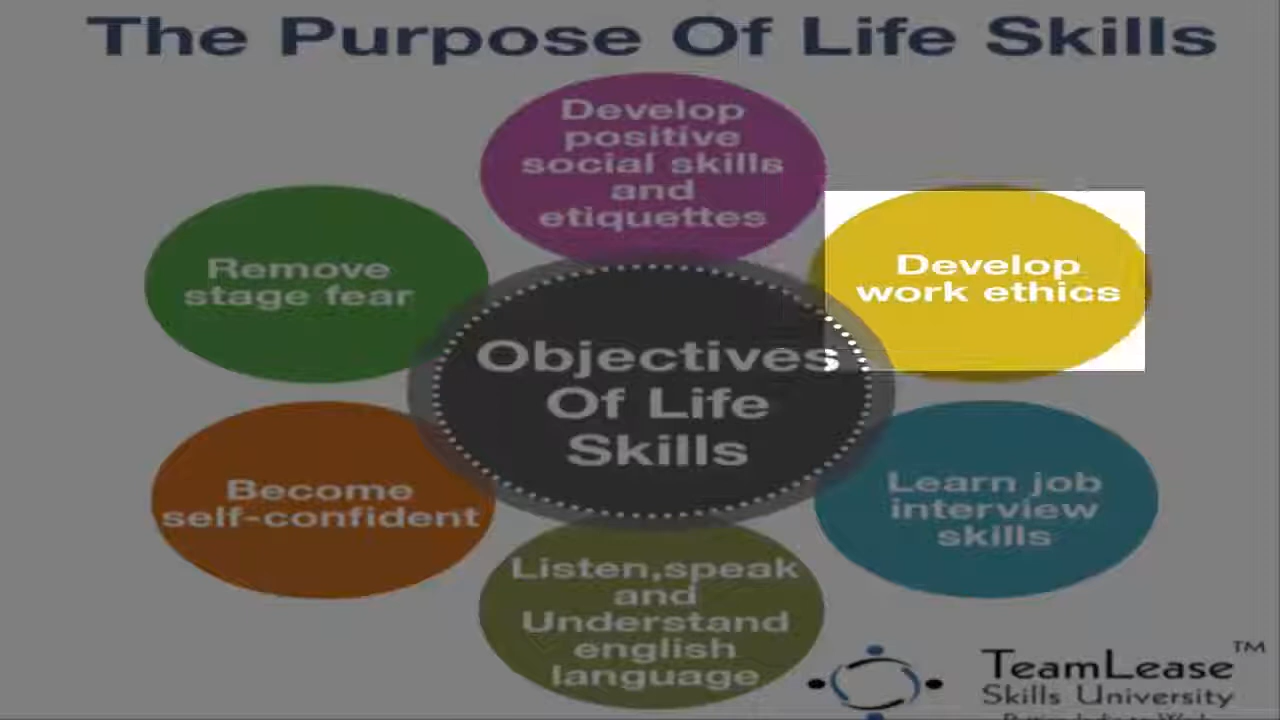 The Purpose Of Life Skills
Develop
positive
social skills
and
etiquettes
Develop
work ethics
Remove
stage fear
Objectives
Of Life
Skills
Learn job
interview
skills
Become
self-confident
Listen,speak
and
Understand
english
language
TeamLease™
Skills University